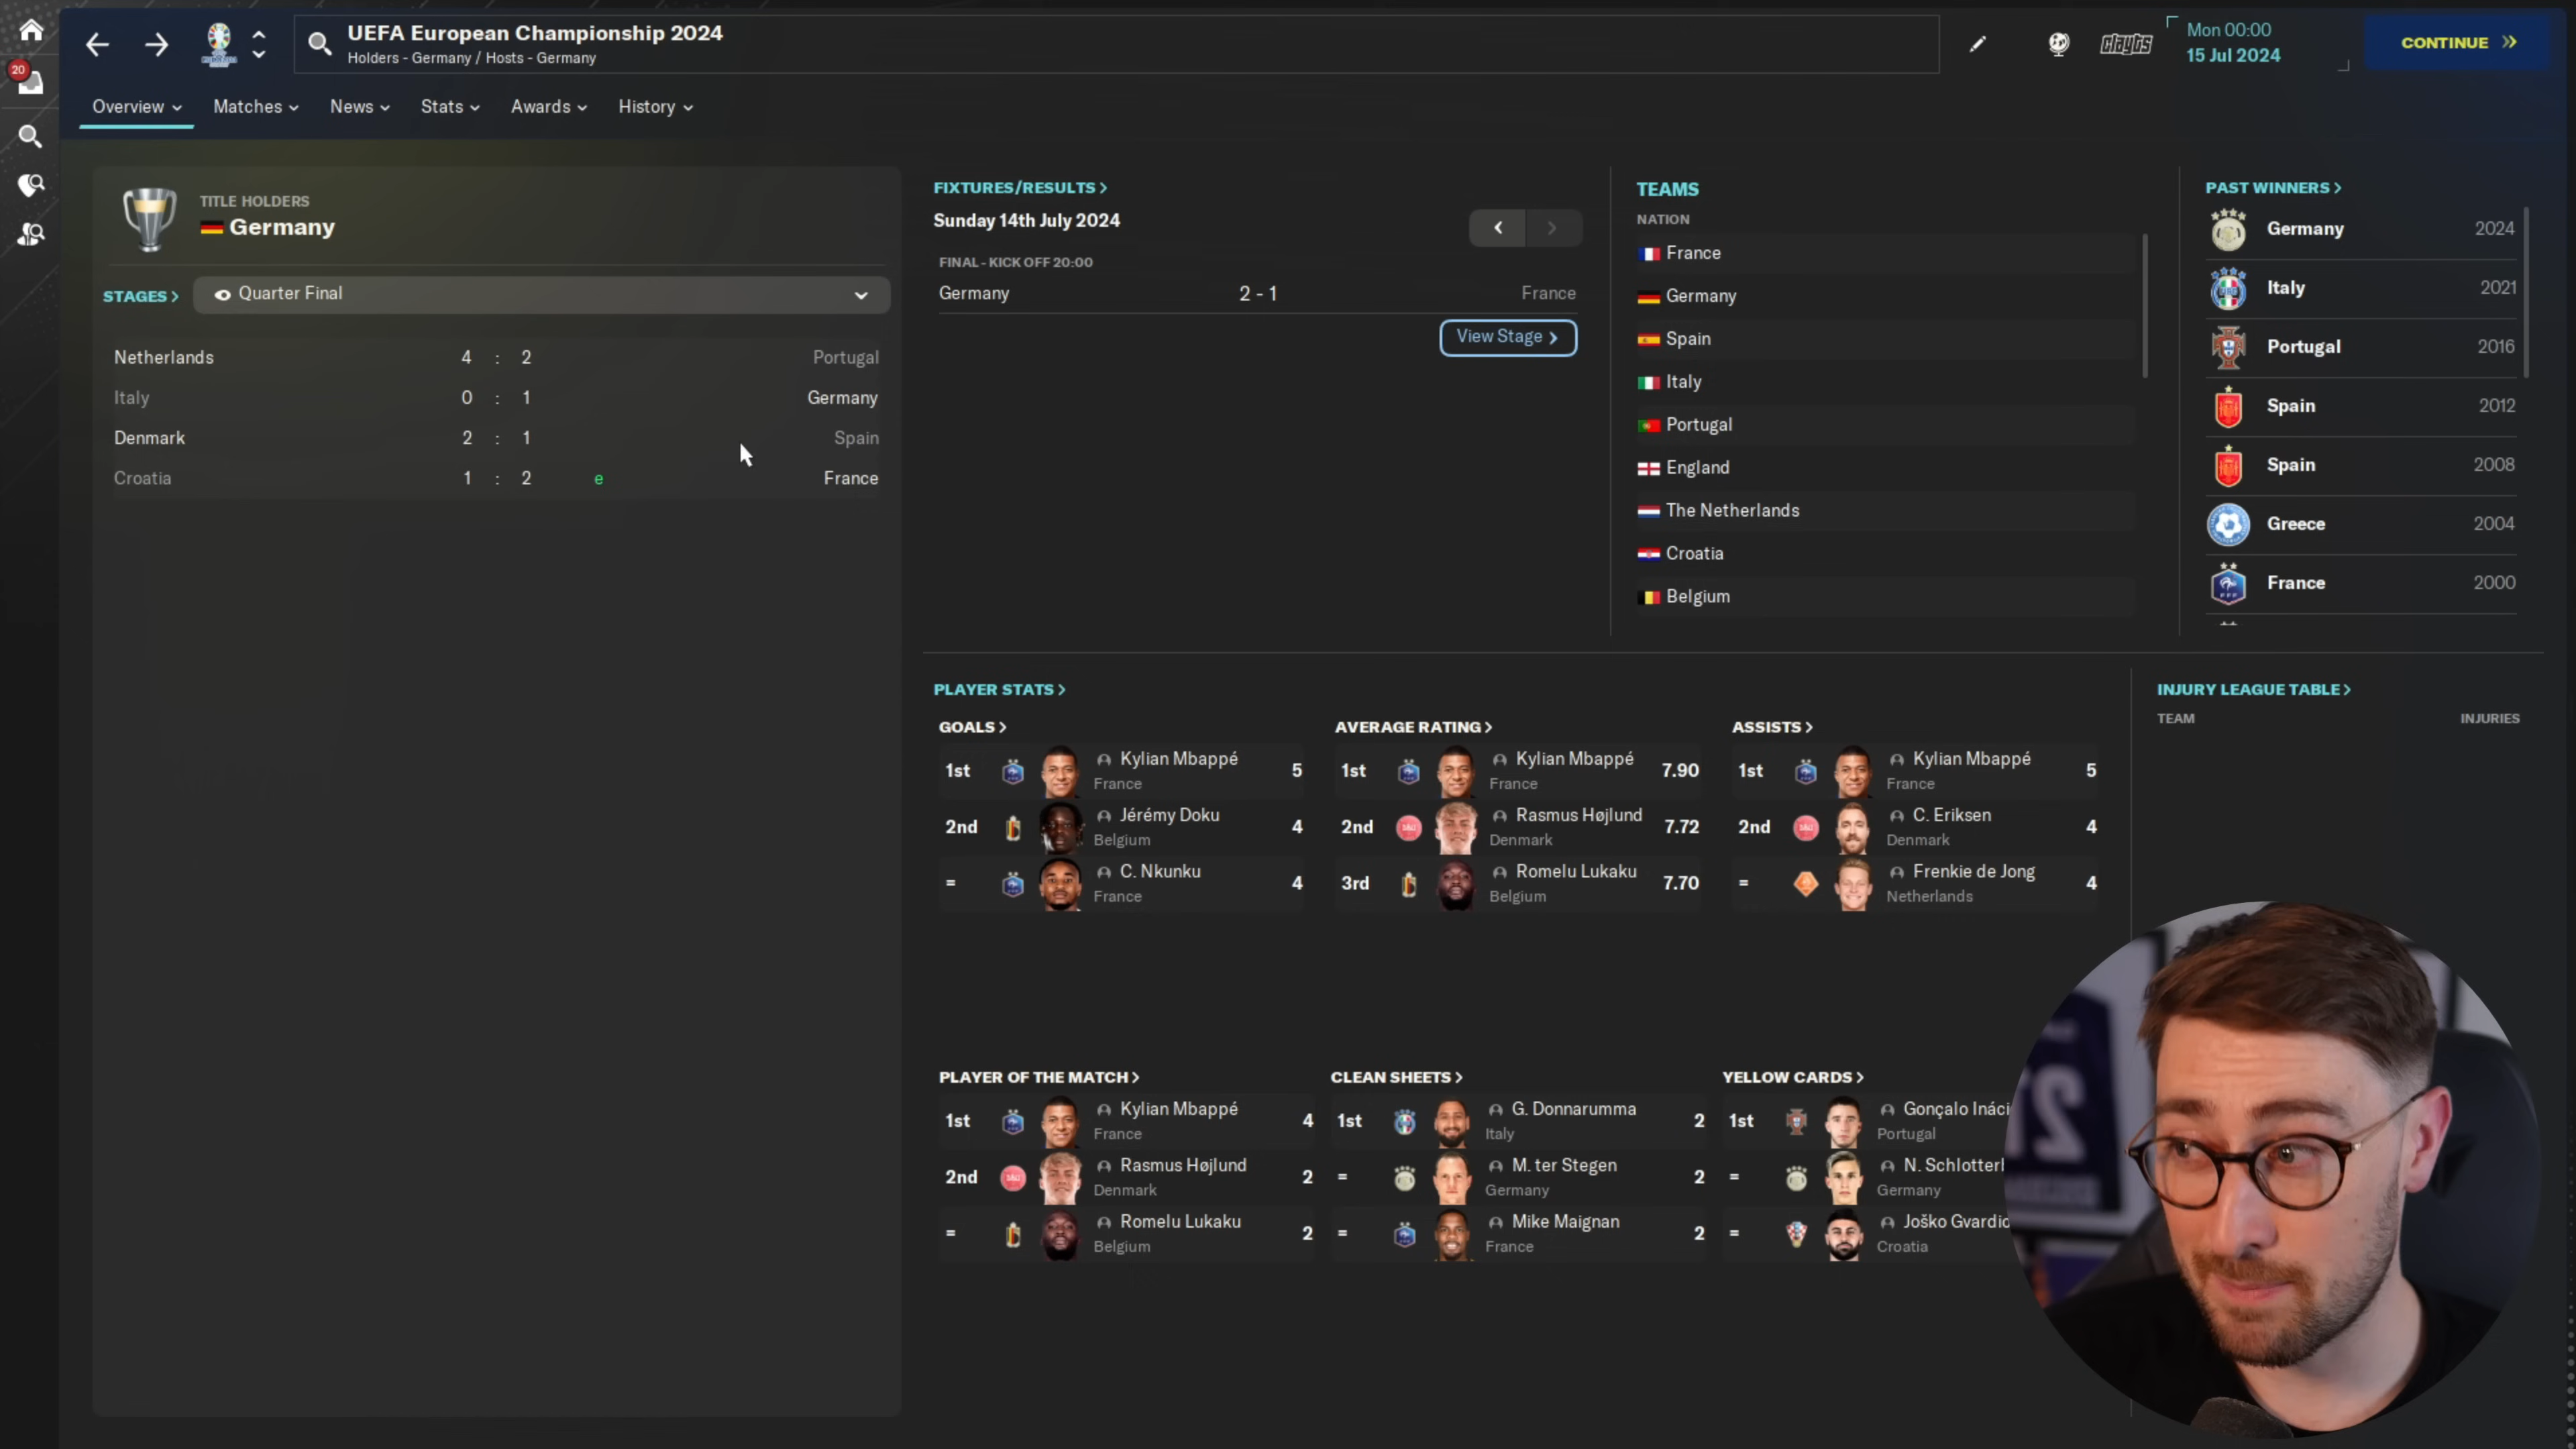 UEFA European Championship 2024
Holders - Germany / Hosts - Germany
Mon 00:00
15 Jul 2024
CONTINUE
20
Overview
Matches
News
Stats
Awards
History
TITLE HOLDERS
Germany
STAGES
Quarter Final
Netherlands 4 : 2 Portugal
Italy 0 : 1 Germany
Denmark 2 : 1 Spain
Croatia 1 : 2 e France
FIXTURES/RESULTS
Sunday 14th July 2024
FINAL - KICK OFF 20:00
Germany 2 - 1 France
View Stage
TEAMS
NATION
France
Germany
Spain
Italy
Portugal
England
The Netherlands
Croatia
Belgium
PAST WINNERS
Germany 2024
Italy 2021
Portugal 2016
Spain 2012
Spain 2008
Greece 2004
France 2000
PLAYER STATS
GOALS
1st Kylian Mbappé 5
France
2nd Jérémy Doku 4
Belgium
= C. Nkunku 4
France
AVERAGE RATING
1st Kylian Mbappé 7.90
France
2nd Rasmus Højlund 7.72
Denmark
3rd Romelu Lukaku 7.70
Belgium
ASSISTS
1st Kylian Mbappé 5
France
2nd C. Eriksen 4
Denmark
= Frenkie de Jong 4
Netherlands
INJURY LEAGUE TABLE
TEAM INJURIES
PLAYER OF THE MATCH
1st Kylian Mbappé 4
France
2nd Rasmus Højlund 2
Denmark
= Romelu Lukaku 2
Belgium
CLEAN SHEETS
1st G. Donnarumma 2
Italy
= M. ter Stegen 2
Germany
= Mike Maignan 2
France
YELLOW CARDS
1st Gonçalo Ináci
Portugal
= N. Schlotterb
Germany
= Joško Gvardio
Croatia